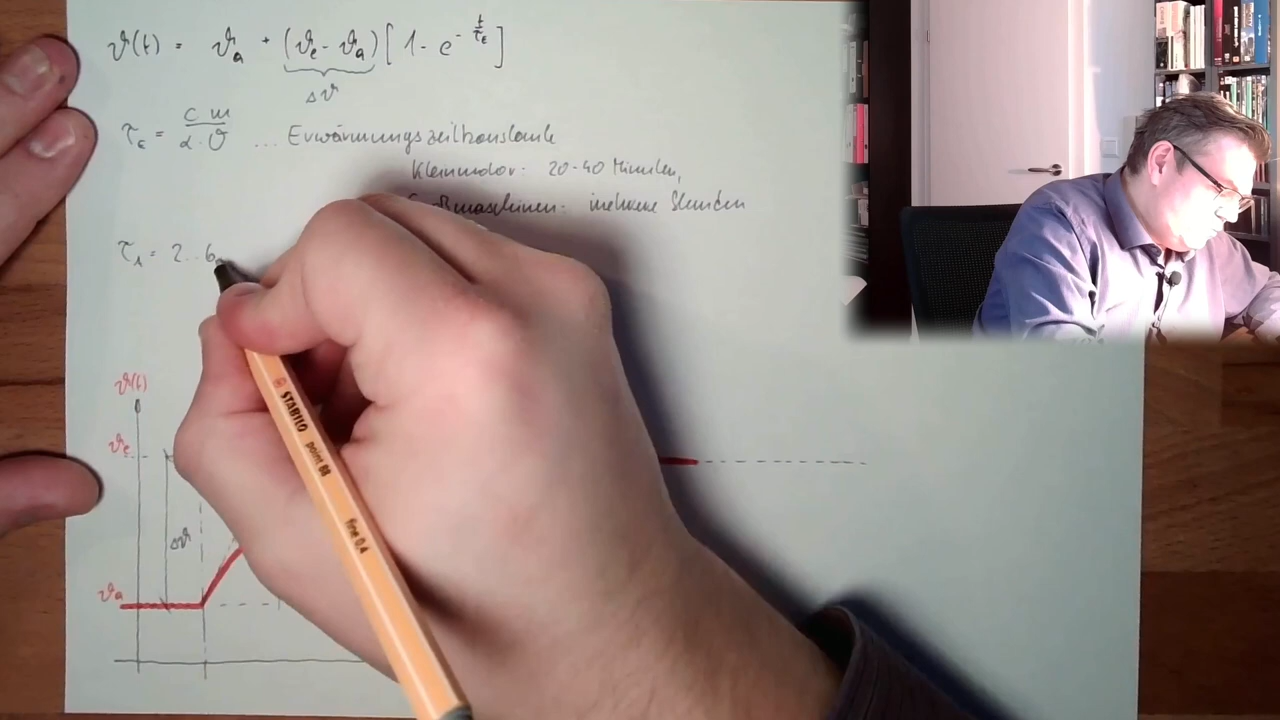 ϑ(t) = ϑa + (ϑe - ϑa) [ 1 - e^(-t/τE) ]
Δϑ
τE = c m / α · O ... Erwärmungszeitkonstante
Kleinmotor: 20-40 Minuten,
Großmaschinen: mehrere Stunden
τA = 2..6
ϑ(t)
ϑe
Δϑ
ϑa
STABILO point 88 fine 0,4